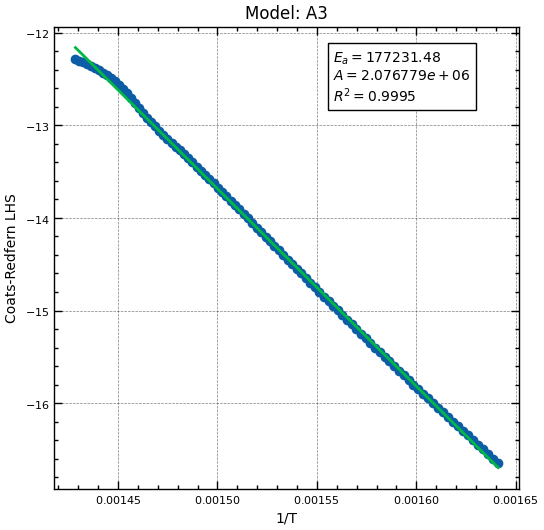 Model: A3
−12
−13
−14
−15
−16
Coats-Redfern LHS
E_a = 177231.48
A = 2.076779e + 06
R² = 0.9995
0.00145
0.00150
0.00155
0.00160
0.00165
1/T